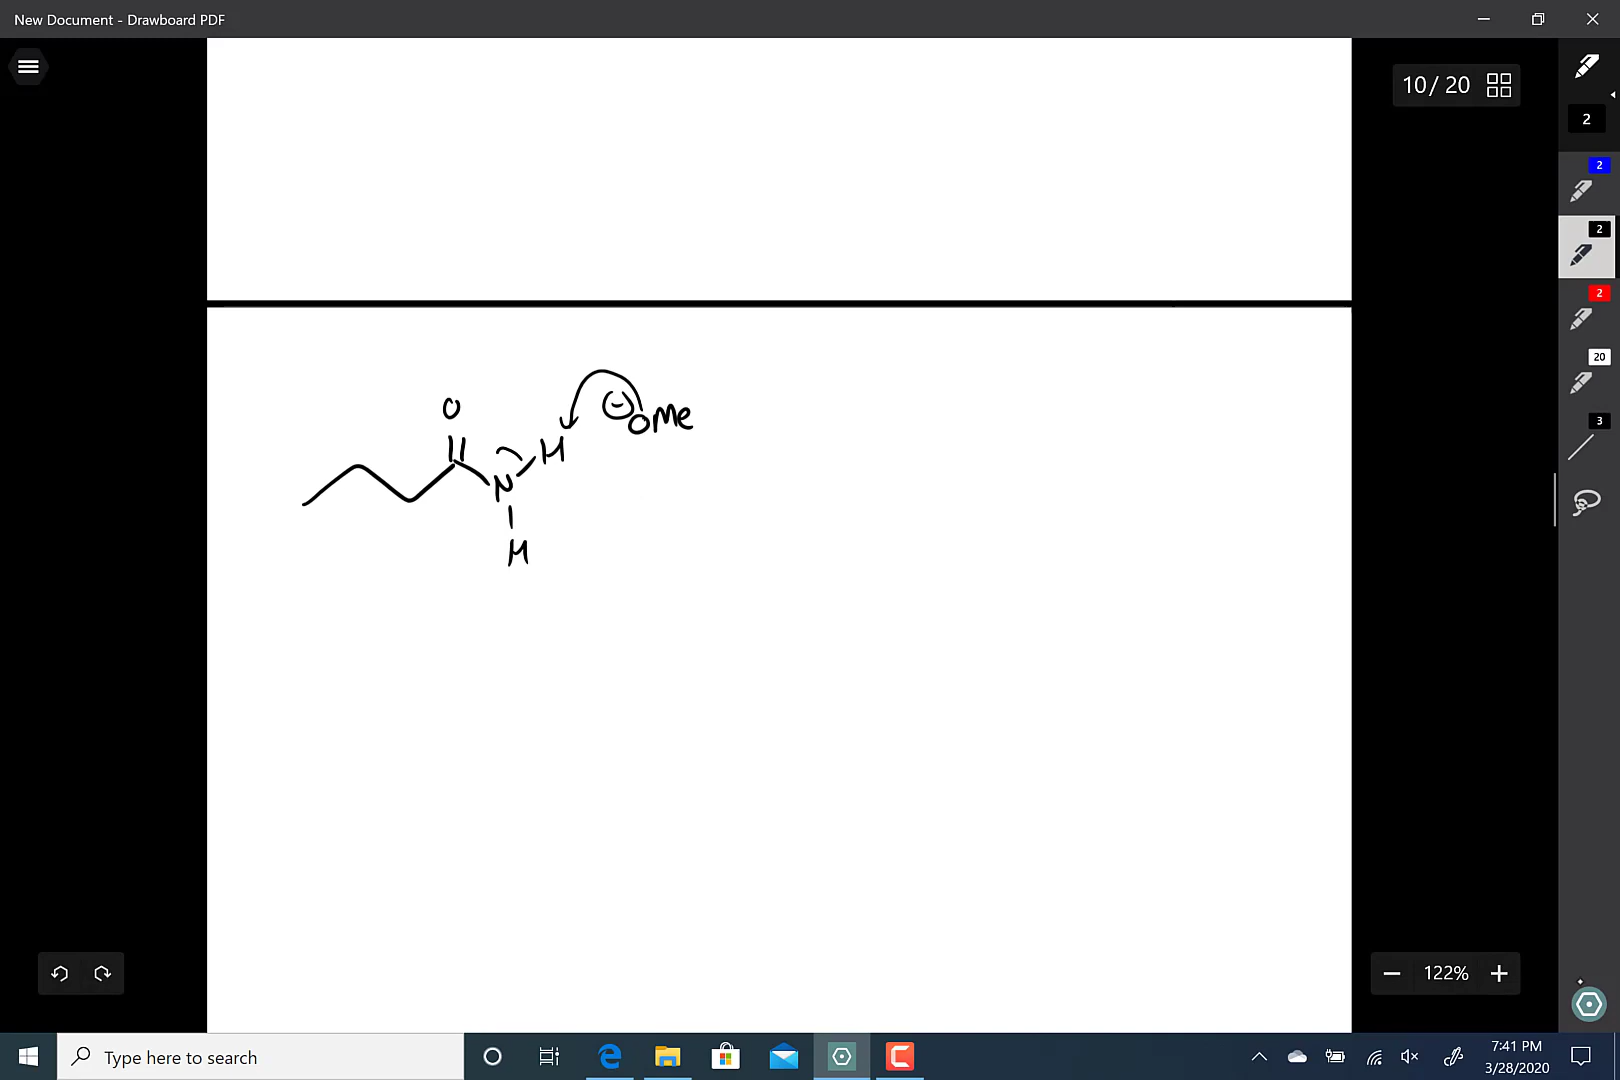 New Document - Drawboard PDF
10/ 20
2
2
2
2
20
3
O
H
OMe
N
H
122%
Type here to search
7:41 PM
3/28/2020